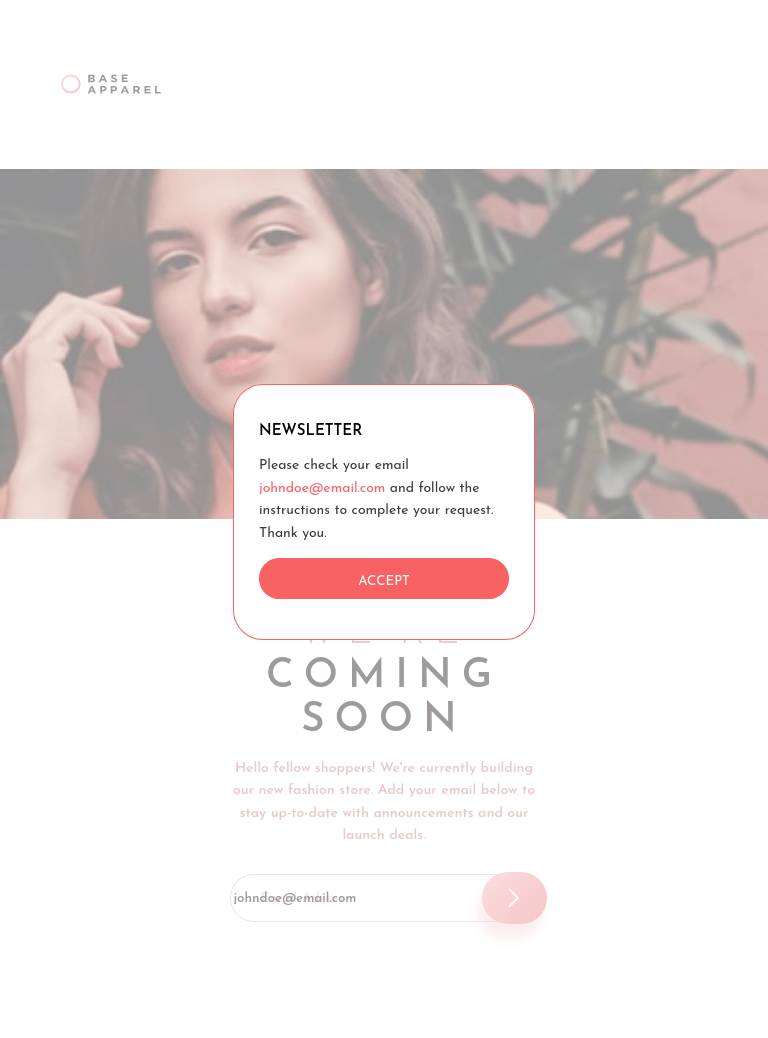 BASE
APPAREL
NEWSLETTER
Please check your email
johndoe@email.com and follow the
instructions to complete your request.
Thank you.
ACCEPT
WE'RE
COMING
SOON
Hello fellow shoppers! We're currently building
our new fashion store. Add your email below to
stay up-to-date with announcements and our
launch deals.
johndoe@email.com